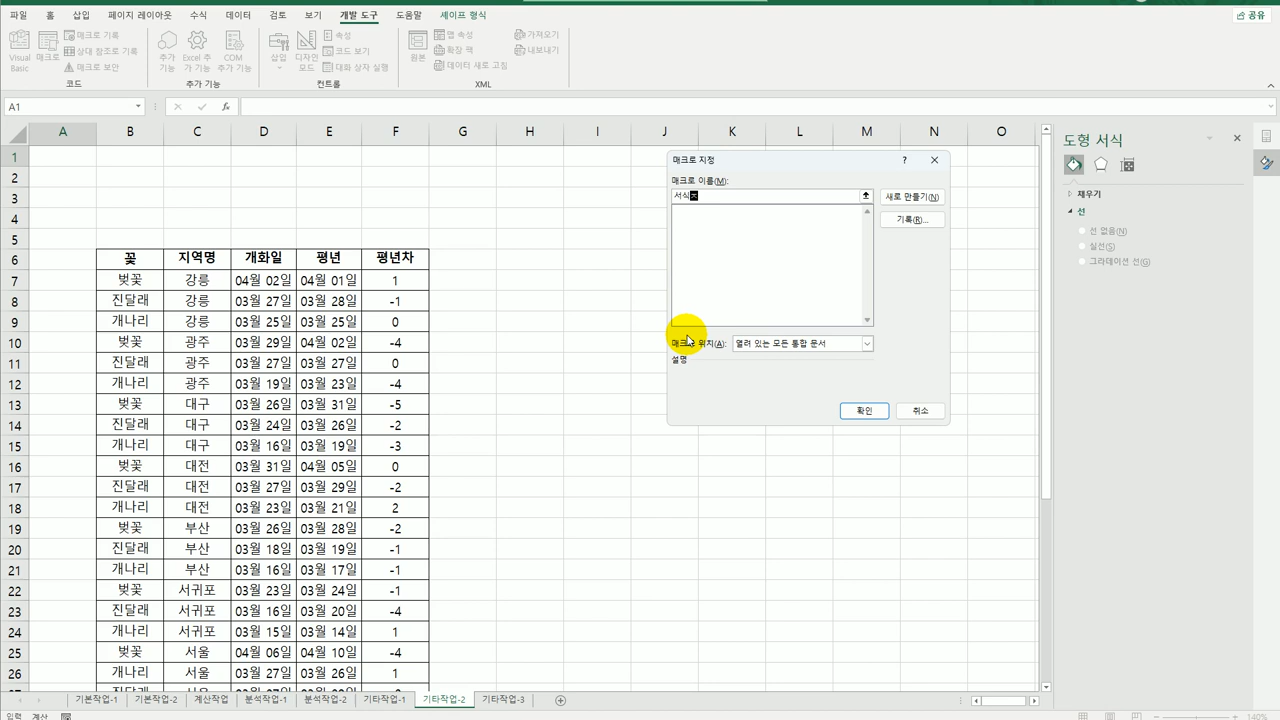 파일 홈 삽입 페이지 레이아웃 수식 데이터 검토 보기 개발 도구 도움말 셰이프 형식 공유
Visual Basic 매크로 매크로 기록 상대 참조로 기록 매크로 보안 추가 기능 Excel 추가 기능 COM 추가 기능 삽입 디자인 모드 속성 코드 보기 대화 상자 실행 원본 맵 속성 확장 팩 데이터 새로 고침 가져오기 내보내기
코드 추가 기능 컨트롤 XML
A1 fx
A B C D E F G H I J K L M N O
도형 서식
채우기
선
선 없음(N)
실선(S)
그라데이션 선(G)
매크로 지정 ?
매크로 이름(M):
서식ㅈ 새로 만들기(N)
기록(R)...
매크로 위치(A): 열려 있는 모든 통합 문서
설명
확인 취소
1
2
3
4
5
6 꽃 지역명 개화일 평년 평년차
7 벚꽃 강릉 04월 02일 04월 01일 1
8 진달래 강릉 03월 27일 03월 28일 -1
9 개나리 강릉 03월 25일 03월 25일 0
10 벚꽃 광주 03월 29일 04월 02일 -4
11 진달래 광주 03월 27일 03월 27일 0
12 개나리 광주 03월 19일 03월 23일 -4
13 벚꽃 대구 03월 26일 03월 31일 -5
14 진달래 대구 03월 24일 03월 26일 -2
15 개나리 대구 03월 16일 03월 19일 -3
16 벚꽃 대전 03월 31일 04월 05일 0
17 진달래 대전 03월 27일 03월 29일 -2
18 개나리 대전 03월 23일 03월 21일 2
19 벚꽃 부산 03월 26일 03월 28일 -2
20 진달래 부산 03월 18일 03월 19일 -1
21 개나리 부산 03월 16일 03월 17일 -1
22 벚꽃 서귀포 03월 23일 03월 24일 -1
23 진달래 서귀포 03월 16일 03월 20일 -4
24 개나리 서귀포 03월 15일 03월 14일 1
25 벚꽃 서울 04월 06일 04월 10일 -4
26 개나리 서울 03월 27일 03월 26일 1
기본작업-1 기본작업-2 계산작업 분석작업-1 분석작업-2 기타작업-1 기타작업-2 기타작업-3
입력 계산 140%